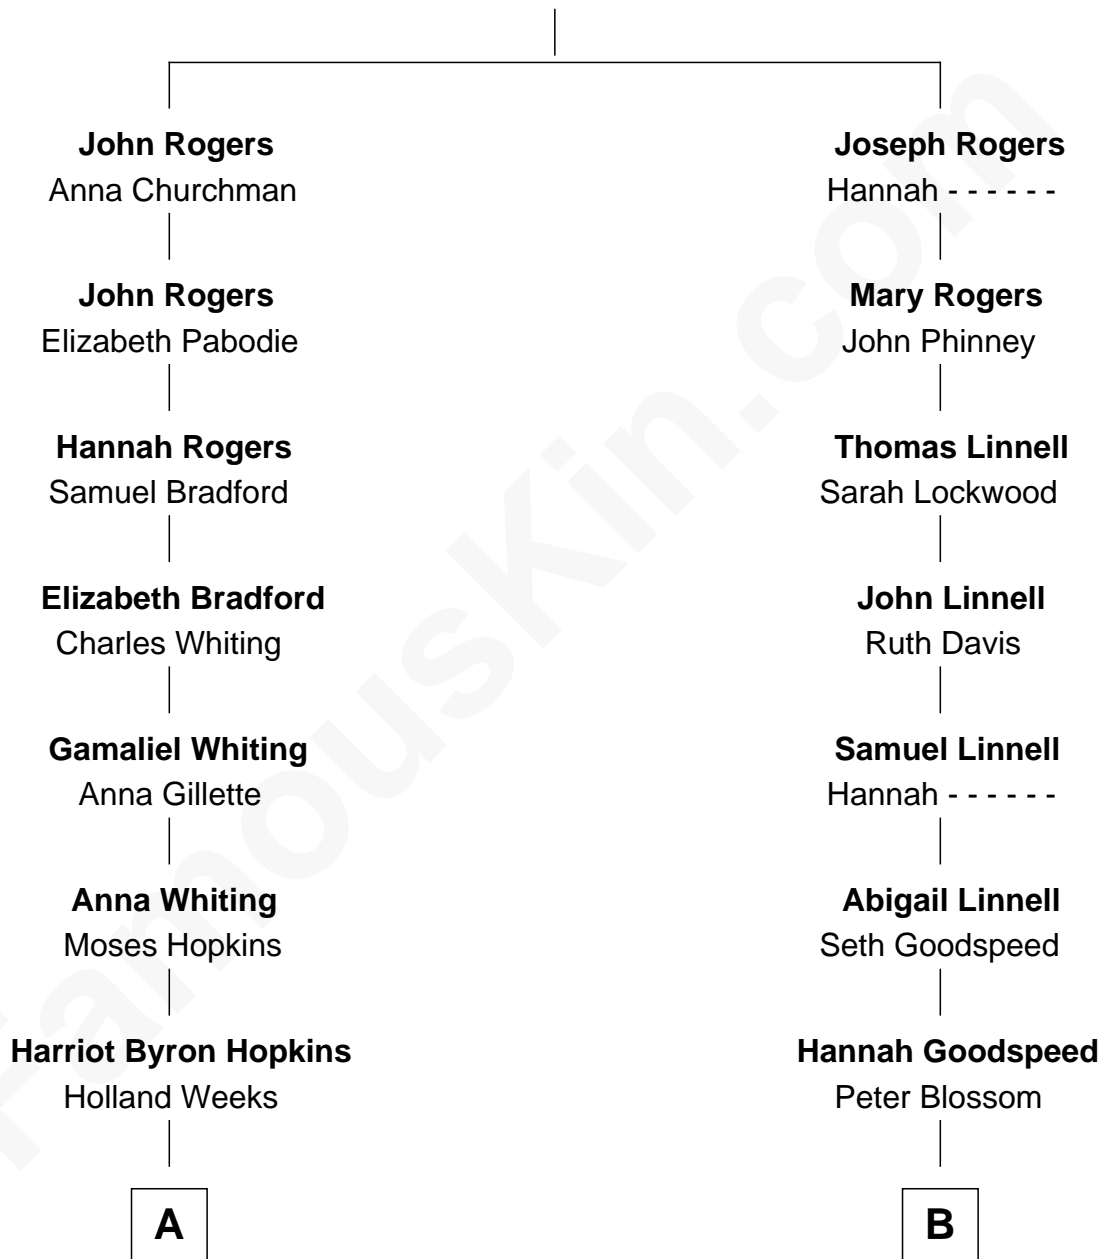 John Rogers
Anna Churchman
John Rogers
Elizabeth Pabodie
Hannah Rogers
Samuel Bradford
Elizabeth Bradford
Charles Whiting
Gamaliel Whiting
Anna Gillette
Anna Whiting
Moses Hopkins
Harriot Byron Hopkins
Holland Weeks
A
Joseph Rogers
Hannah - - - - - -
Mary Rogers
John Phinney
Thomas Linnell
Sarah Lockwood
John Linnell
Ruth Davis
Samuel Linnell
Hannah - - - - - -
Abigail Linnell
Seth Goodspeed
Hannah Goodspeed
Peter Blossom
B
FamousKin.com